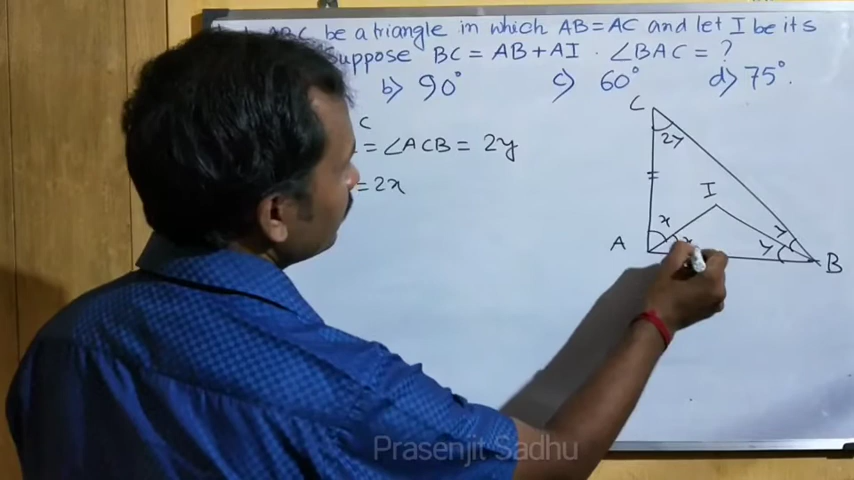 ABC be a triangle in which AB = AC and let I be its
Suppose BC = AB + AI . ∠BAC = ?
b> 90° c> 60° d> 75°.
C
= ∠ACB = 2y
= 2x
C
2y
I
x
x
y
y
A
B
Prasenjit Sadhu